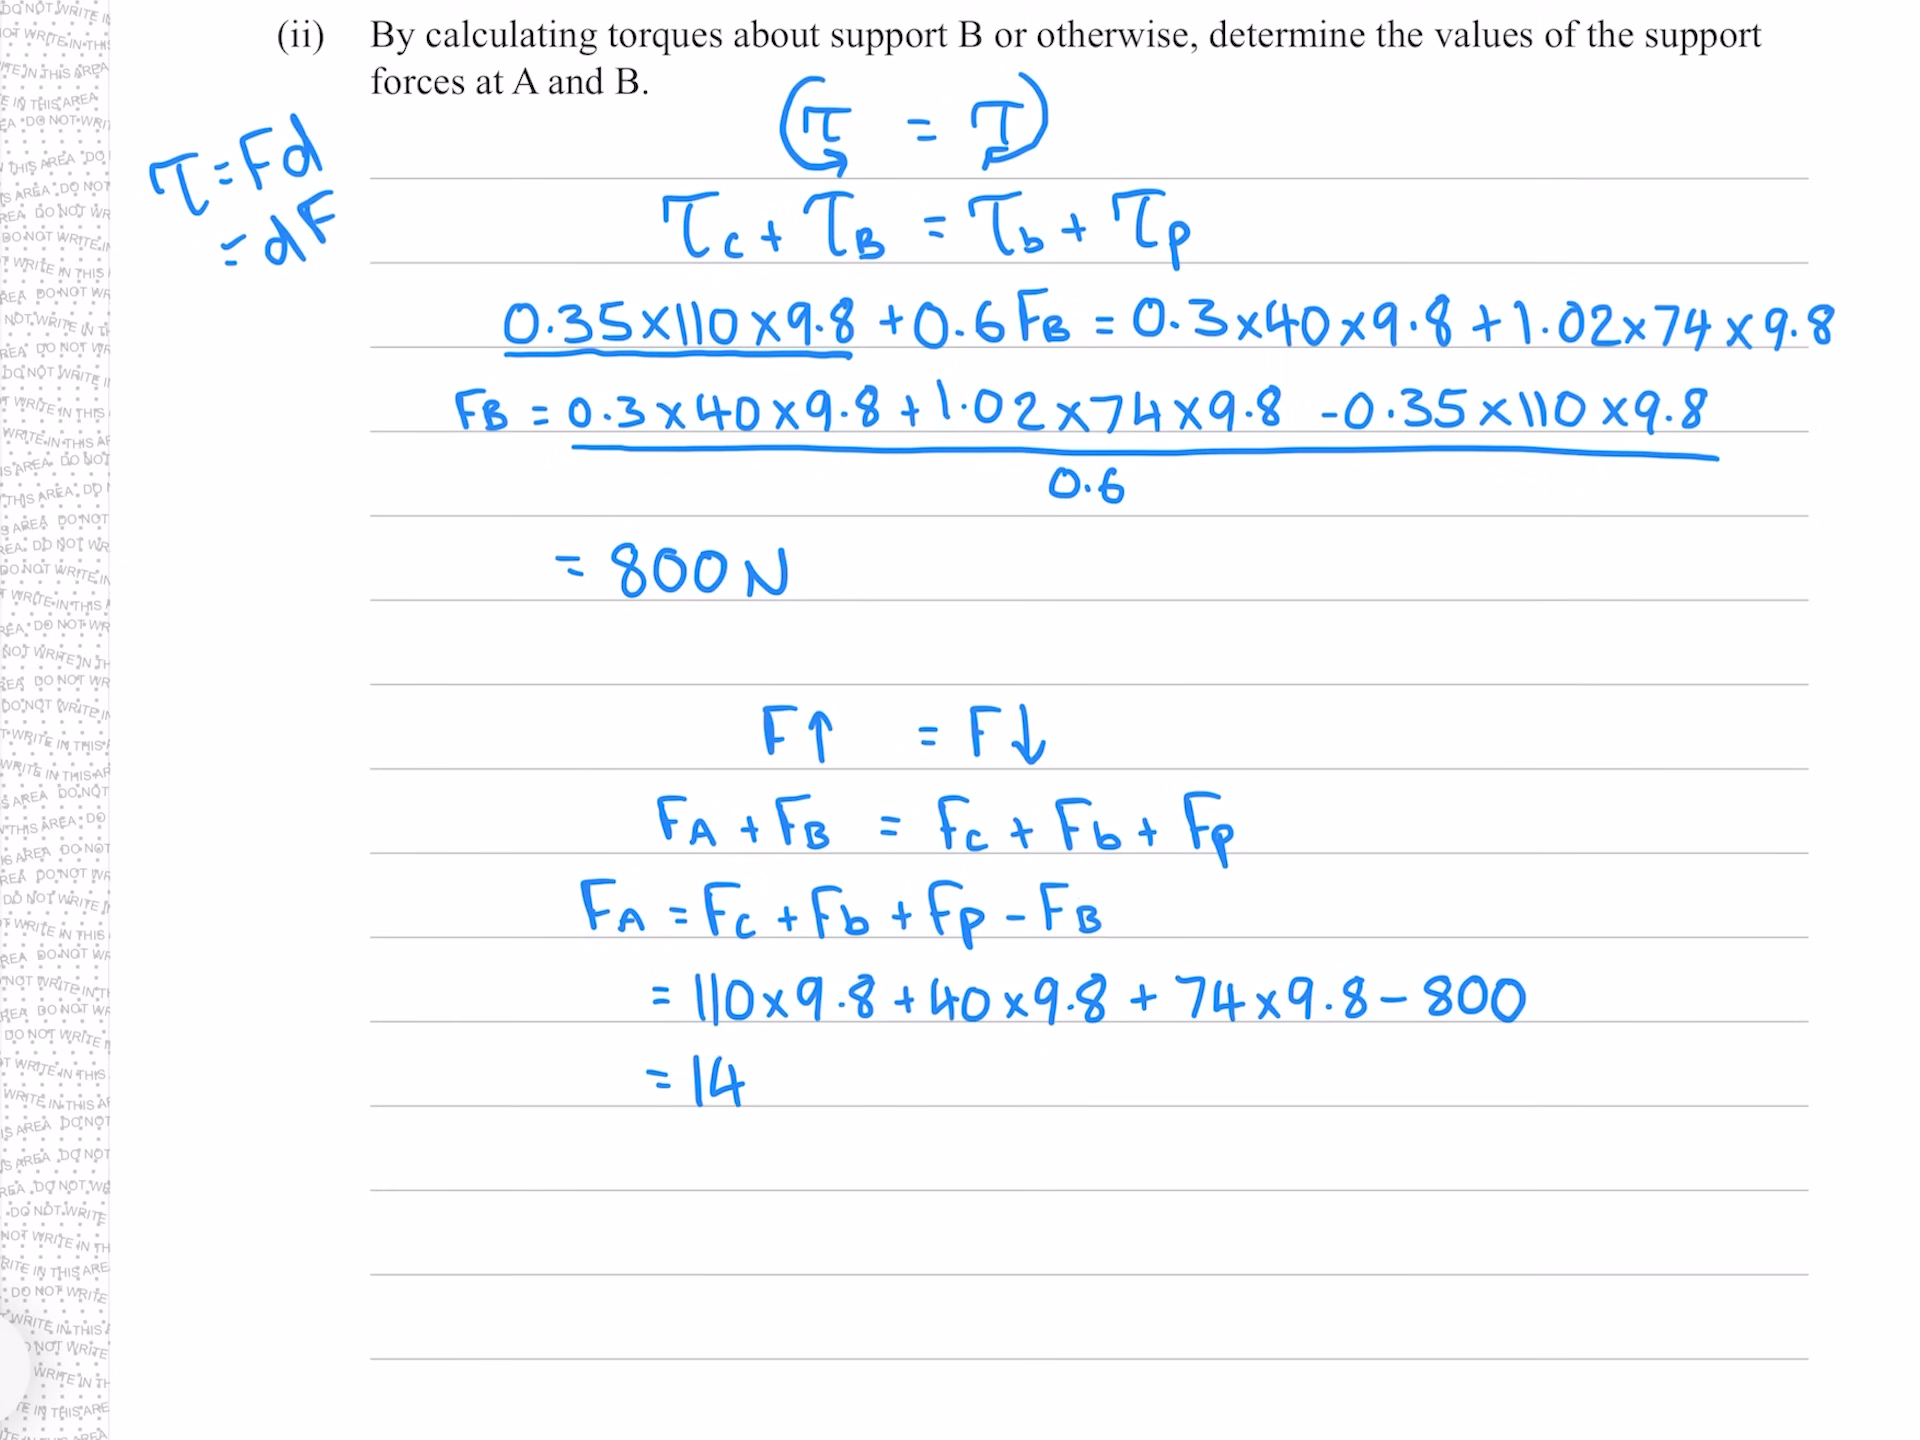 (ii) By calculating torques about support B or otherwise, determine the values of the support
forces at A and B.
τ = τ
τ = Fd
= dF
τc + τB = τb + τp
0.35×110×9.8 + 0.6 FB = 0.3×40×9.8 + 1.02×74×9.8
FB = 0.3×40×9.8 + 1.02×74×9.8 - 0.35×110×9.8
0.6
= 800 N
F↑ = F↓
FA + FB = Fc + Fb + Fp
FA = Fc + Fb + Fp - FB
= 110×9.8 + 40×9.8 + 74×9.8 - 800
= 14